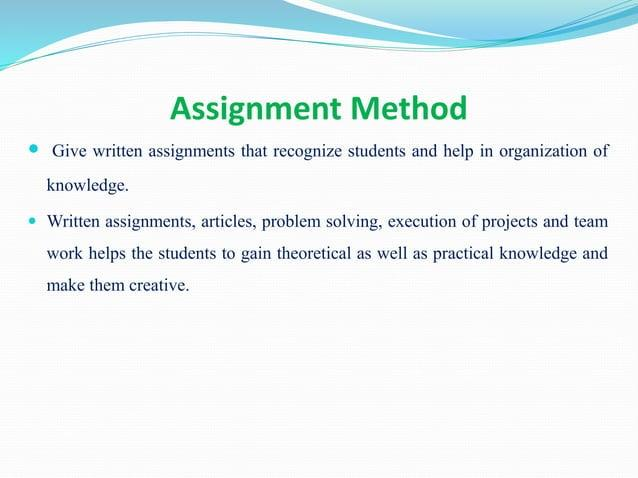 Assignment Method
• Give written assignments that recognize students and help in organization of
knowledge.
• Written assignments, articles, problem solving, execution of projects and team
work helps the students to gain theoretical as well as practical knowledge and
make them creative.